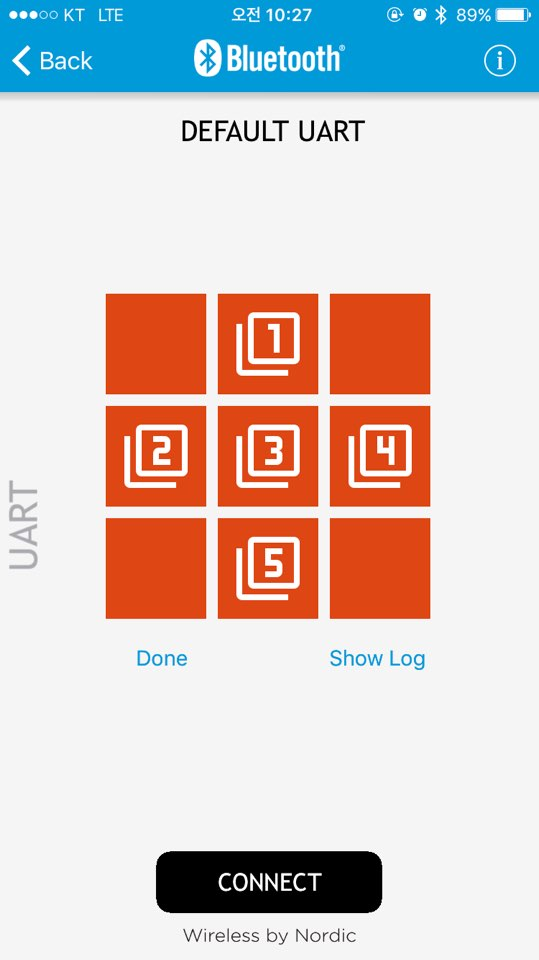 KT LTE 오전 10:27 89%
Back Bluetooth®
DEFAULT UART
1
2 3 4
UART
5
Done Show Log
CONNECT
Wireless by Nordic